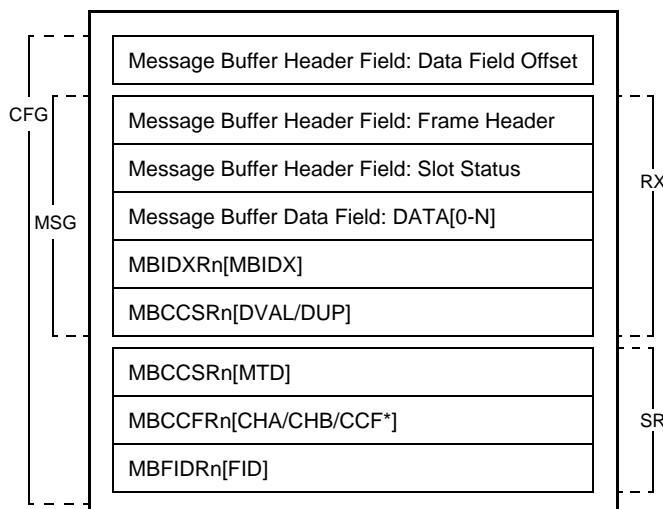 Message Buffer Header Field: Data Field Offset
CFG
Message Buffer Header Field: Frame Header
Message Buffer Header Field: Slot Status
RX
Message Buffer Data Field: DATA[0-N]
MSG
MBIDXRn[MBIDX]
MBCCSRn[DVAL/DUP]
MBCCSRn[MTD]
MBCCFRn[CHA/CHB/CCF*]
SR
MBFIDRn[FID]